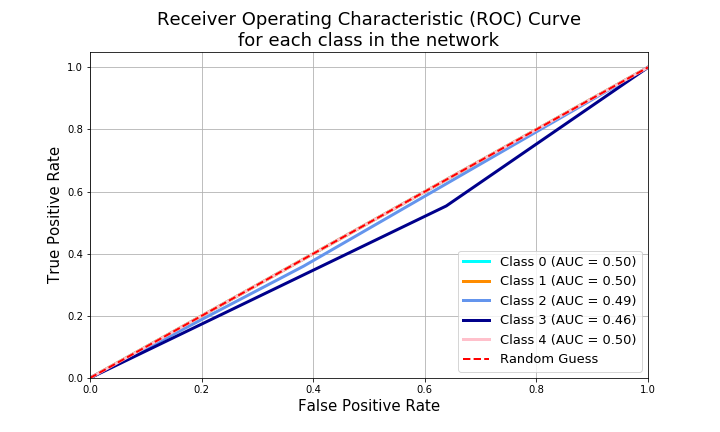 Receiver Operating Characteristic (ROC) Curve
for each class in the network
True Positive Rate
1.0
0.8
0.6
0.4
0.2
0.0
Class 0 (AUC = 0.50)
Class 1 (AUC = 0.50)
Class 2 (AUC = 0.49)
Class 3 (AUC = 0.46)
Class 4 (AUC = 0.50)
Random Guess
0.0 0.2 0.4 0.6 0.8 1.0
False Positive Rate